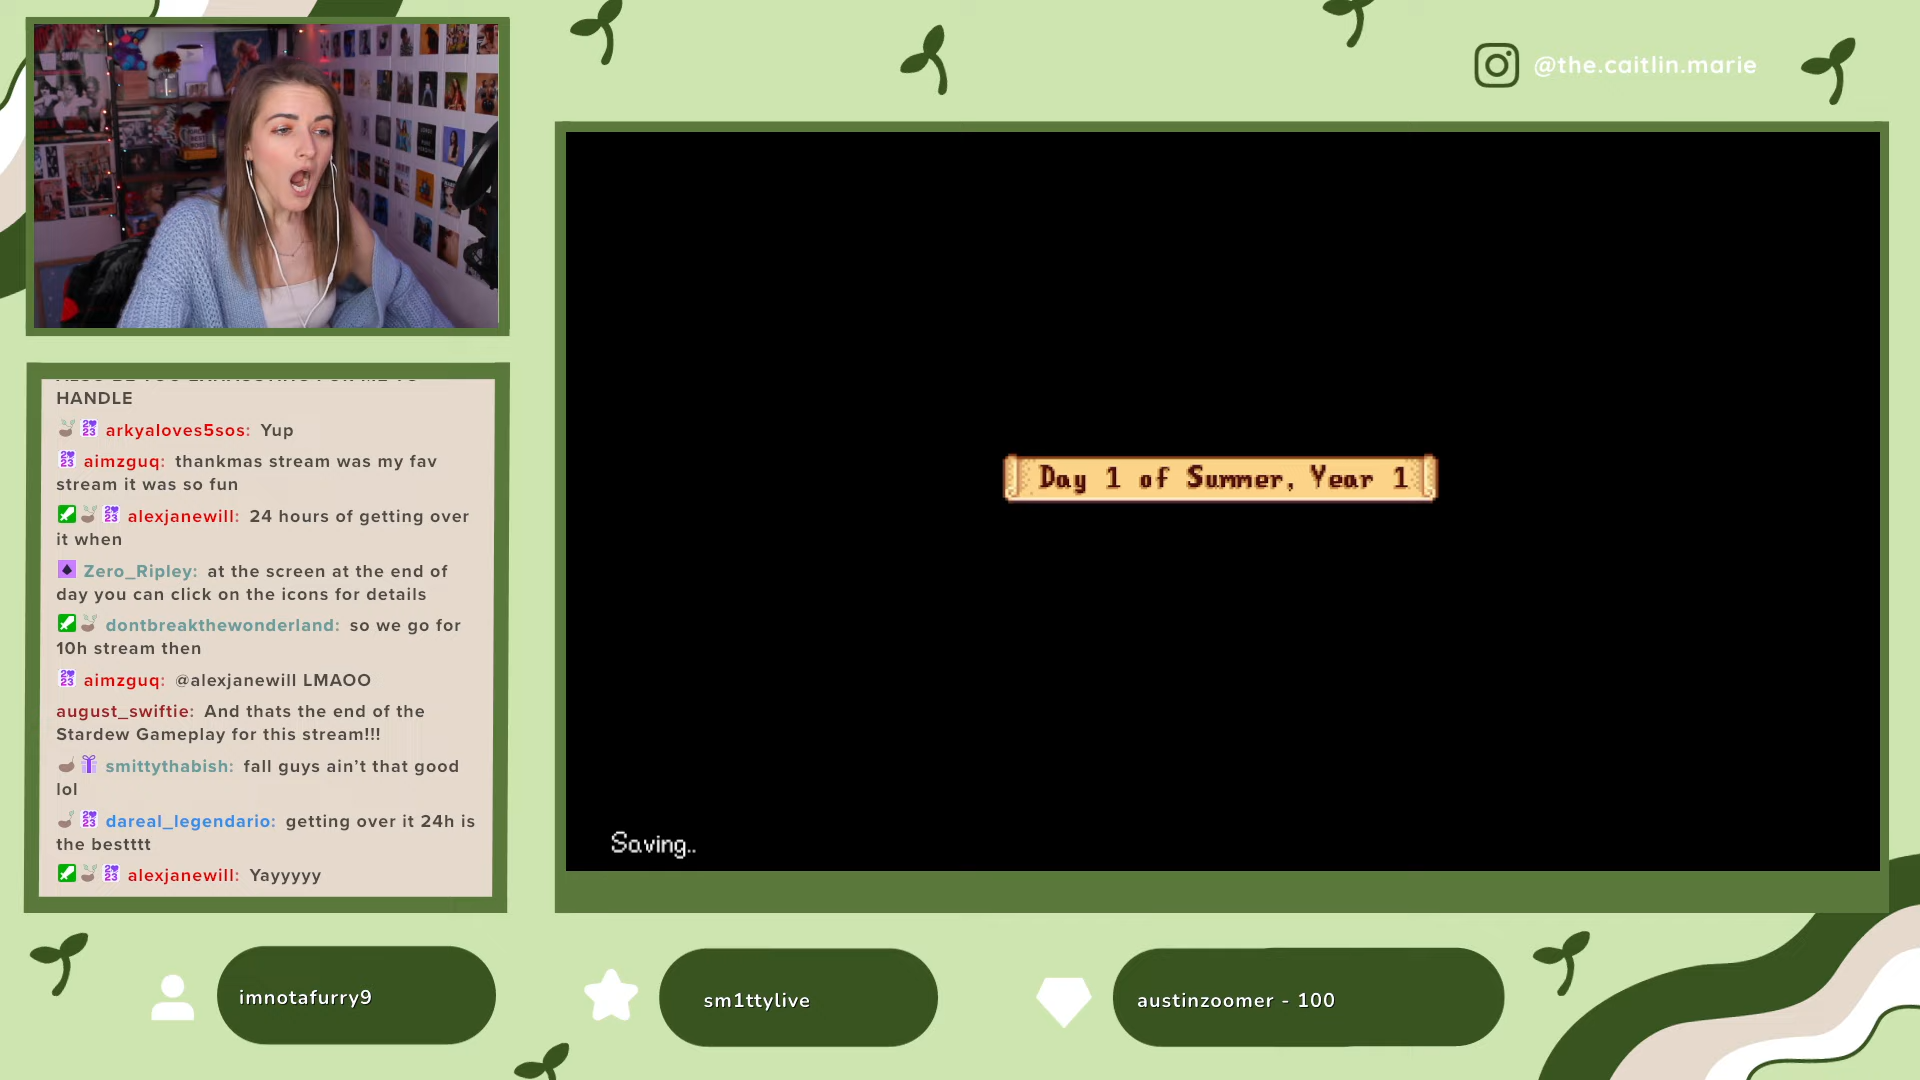 @the.caitlin.marie
HANDLE
arkyaloves5sos: Yup
aimzguq: thankmas stream was my fav
stream it was so fun
alexjanewill: 24 hours of getting over
it when
Zero_Ripley: at the screen at the end of
day you can click on the icons for details
dontbreakthewonderland: so we go for
10h stream then
aimzguq: @alexjanewill LMAOO
august_swiftie: And thats the end of the
Stardew Gameplay for this stream!!!
smittythabish: fall guys ain't that good
lol
dareal_legendario: getting over it 24h is
the bestttt
alexjanewill: Yayyyyy
Day 1 of Summer, Year 1
Saving..
imnotafurry9
sm1ttylive
austinzoomer - 100